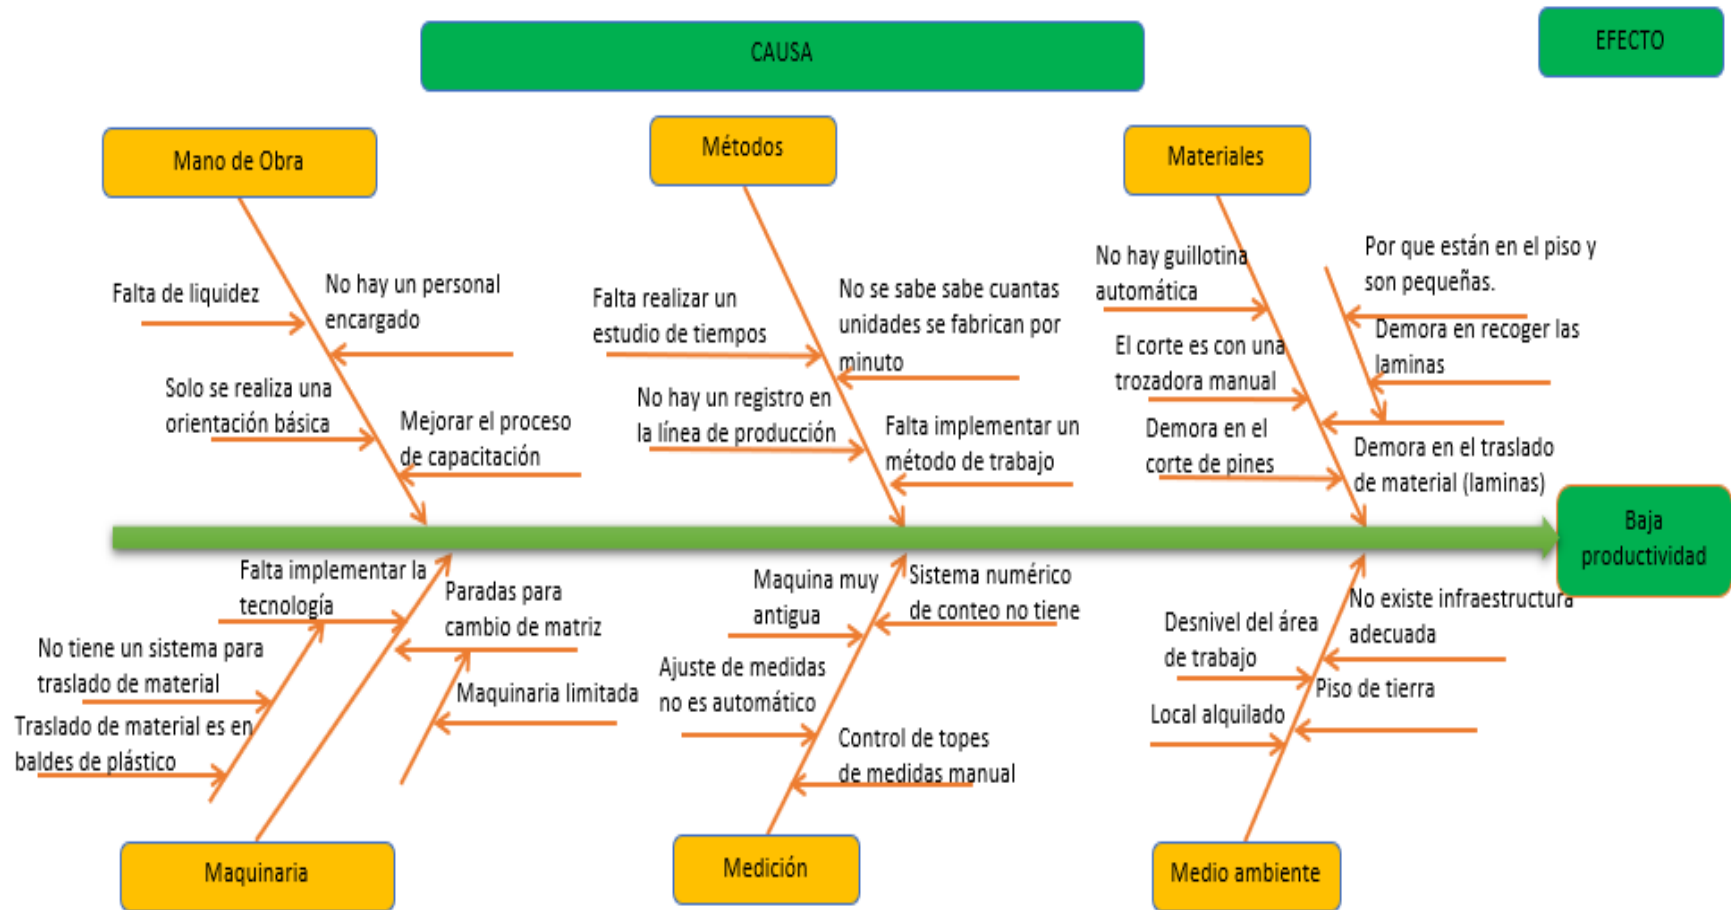 CAUSA
EFECTO
Mano de Obra
Métodos
Materiales
Falta de liquidez
No hay un personal
encargado
Solo se realiza una
orientación básica
Mejorar el proceso
de capacitación
Falta realizar un
estudio de tiempos
No se sabe sabe cuantas
unidades se fabrican por
minuto
No hay un registro en
la línea de producción
Falta implementar un
método de trabajo
No hay guillotina
automática
Por que están en el piso y
son pequeñas.
El corte es con una
trozadora manual
Demora en recoger las
laminas
Demora en el
corte de pines
Demora en el traslado
de material (laminas)
Baja
productividad
Falta implementar la
tecnología
Paradas para
cambio de matriz
No tiene un sistema para
traslado de material
Maquinaria limitada
Traslado de material es en
baldes de plástico
Maquina muy
antigua
Sistema numérico
de conteo no tiene
Ajuste de medidas
no es automático
Control de topes
de medidas manual
Desnivel del área
de trabajo
No existe infraestructura
adecuada
Local alquilado
Piso de tierra
Maquinaria
Medición
Medio ambiente